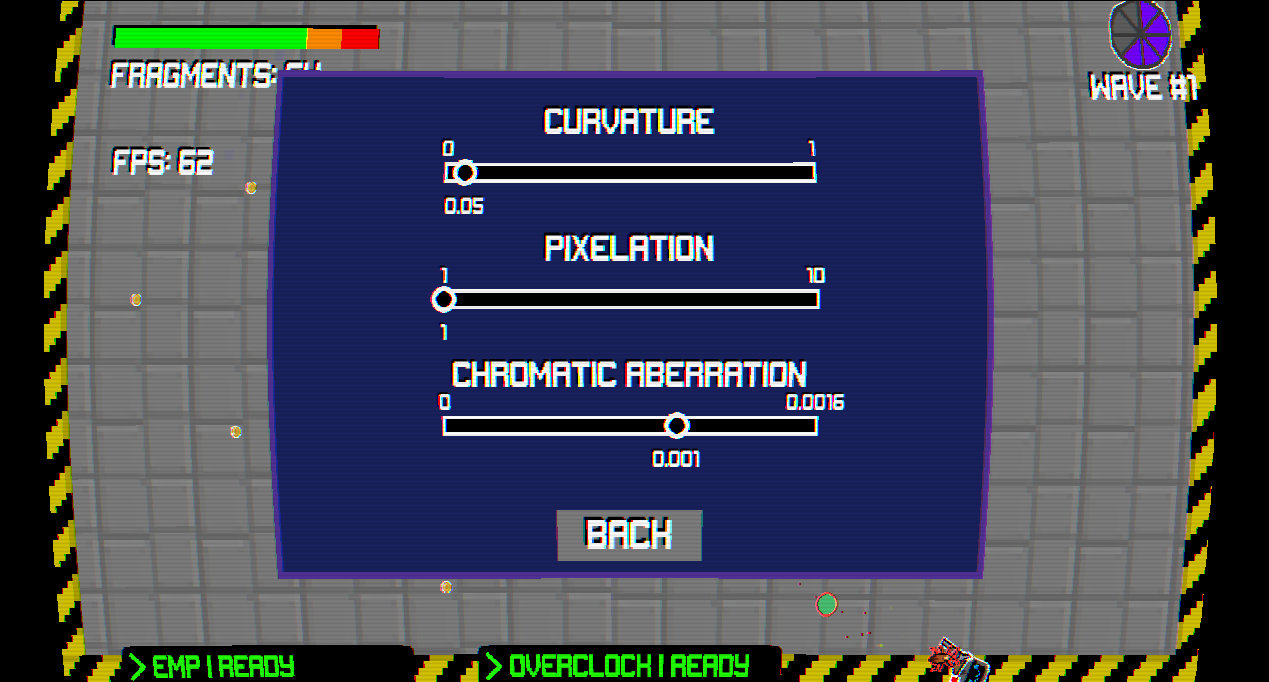 FRAGMENTS:
WAVE #1
CURVATURE
0 1
FPS: 62
0.05
PIXELATION
1 10
1
CHROMATIC ABERRATION
0 0.0016
0.001
BACK
> EMP | READY
> OVERCLOCK | READY